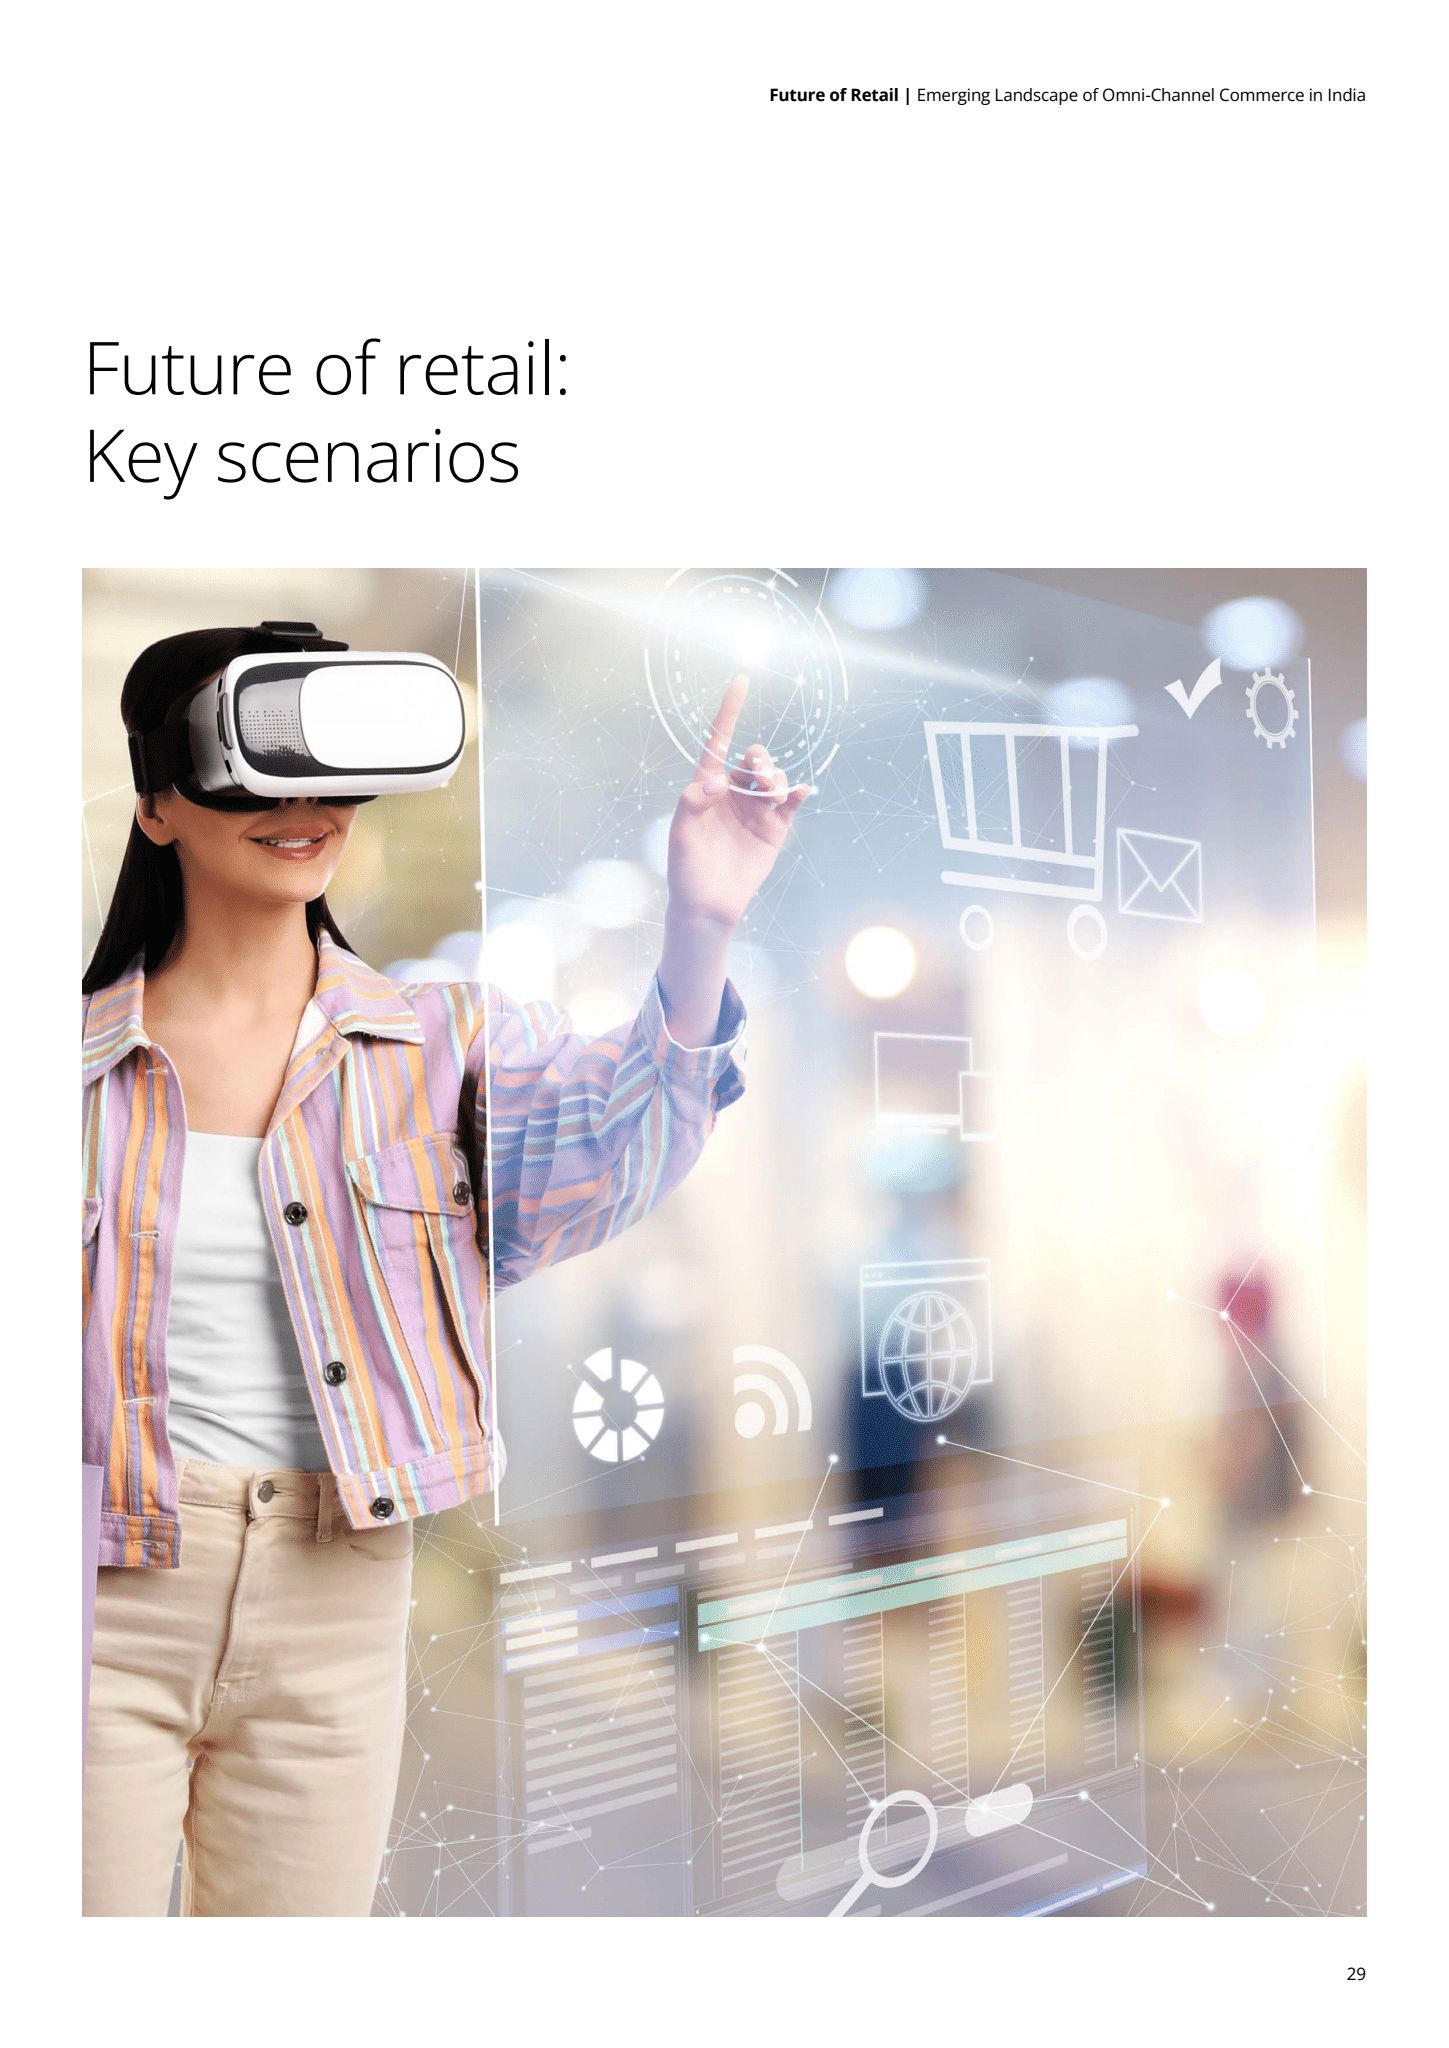 Future of Retail | Emerging Landscape of Omni-Channel Commerce in India
Future of retail:
Key scenarios
29